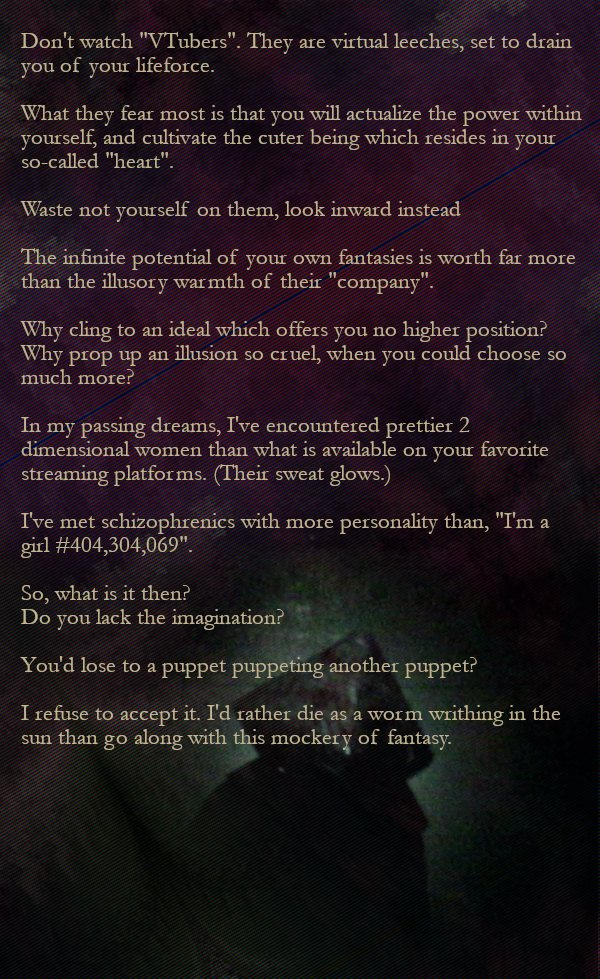 Don't watch "VTubers". They are virtual leeches, set to drain
you of your lifeforce.
What they fear most is that you will actualize the power within
yourself, and cultivate the cuter being which resides in your
so-called "heart".
Waste not yourself on them, look inward instead
The infinite potential of your own fantasies is worth far more
than the illusory warmth of their "company".
Why cling to an ideal which offers you no higher position?
Why prop up an illusion so cruel, when you could choose so
much more?
In my passing dreams, I've encountered prettier 2
dimensional women than what is available on your favorite
streaming platforms. (Their sweat glows.)
I've met schizophrenics with more personality than, "I'm a
girl #404,304,069".
So, what is it then?
Do you lack the imagination?
You'd lose to a puppet puppeting another puppet?
I refuse to accept it. I'd rather die as a worm writhing in the
sun than go along with this mockery of fantasy.